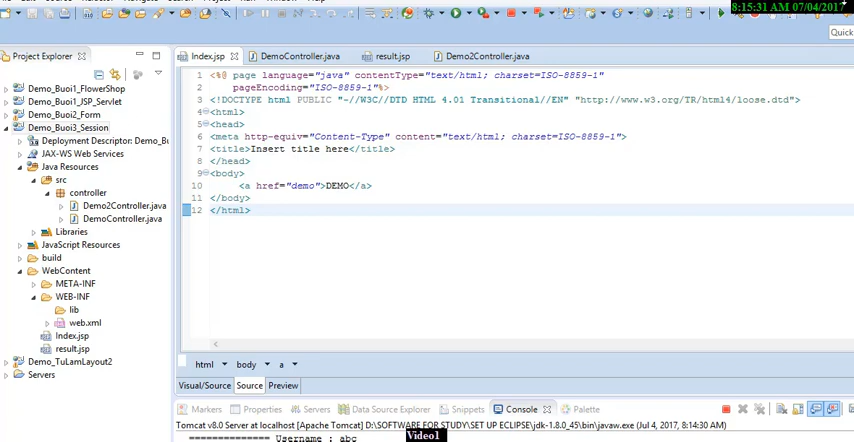 8:15:31 AM 07/04/2017
Quick
Project Explorer
Index.jsp
DemoController.java
result.jsp
Demo2Controller.java
Demo_Buoi1_FlowerShop
Demo_Buoi1_JSP_Servlet
Demo_Buoi2_Form
Demo_Buoi3_Session
Deployment Descriptor: Demo_Bu
JAX-WS Web Services
Java Resources
src
controller
Demo2Controller.java
DemoController.java
Libraries
JavaScript Resources
build
WebContent
META-INF
WEB-INF
lib
web.xml
Index.jsp
result.jsp
Demo_TuLamLayout2
Servers
1 <%@ page language="java" contentType="text/html; charset=ISO-8859-1"
2 pageEncoding="ISO-8859-1"%>
3 <!DOCTYPE html PUBLIC "-//W3C//DTD HTML 4.01 Transitional//EN" "http://www.w3.org/TR/html4/loose.dtd">
4 <html>
5 <head>
6 <meta http-equiv="Content-Type" content="text/html; charset=ISO-8859-1">
7 <title>Insert title here</title>
8 </head>
9 <body>
10 <a href="demo">DEMO</a>
11 </body>
12 </html>
html body a
Visual/Source Source Preview
Markers Properties Servers Data Source Explorer Snippets Console Palette
Tomcat v8.0 Server at localhost [Apache Tomcat] D:\SOFTWARE FOR STUDY\SET UP ECLIPSE\jdk-1.8.0_45\bin\javaw.exe (Jul 4, 2017, 8:14:30 AM)
============== Username : abc
Video1